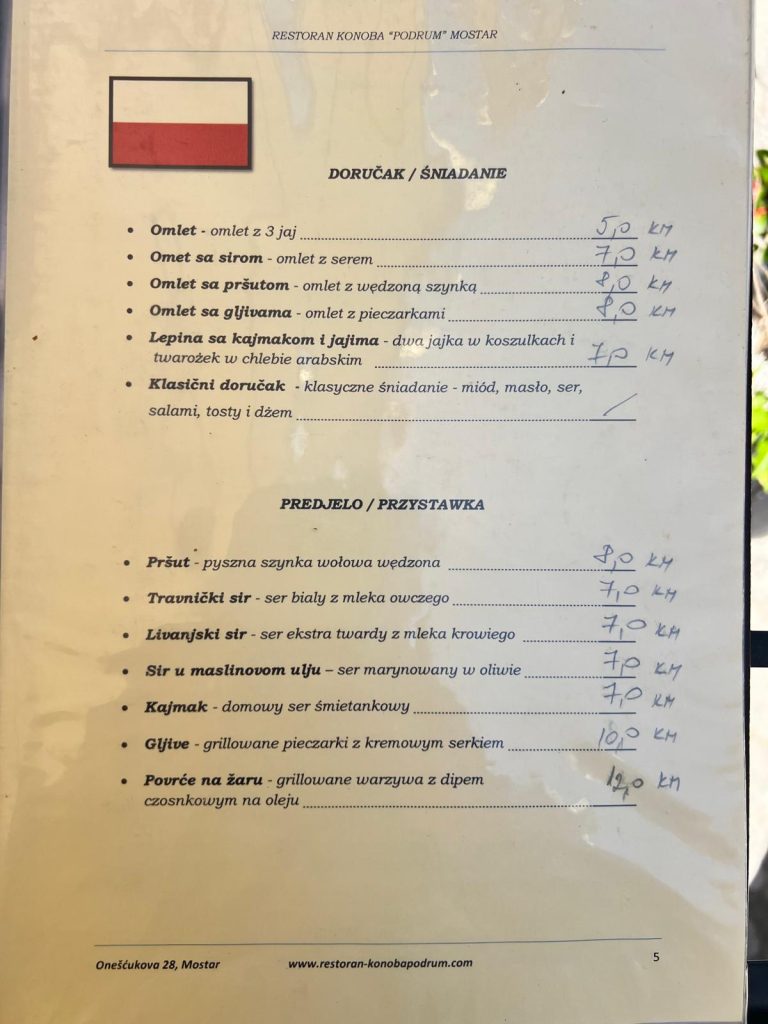 RESTORAN KONOBA "PODRUM" MOSTAR
DORUČAK / ŚNIADANIE
• Omlet - omlet z 3 jaj 5,0 KM
• Omet sa sirom - omlet z serem 7,0 KM
• Omlet sa pršutom - omlet z wędzoną szynką 8,0 KM
• Omlet sa gljivama - omlet z pieczarkami 8,0 KM
• Lepina sa kajmakom i jajima - dwa jajka w koszulkach i
twarożek w chlebie arabskim 7,0 KM
• Klasični doručak - klasyczne śniadanie - miód, masło, ser,
salami, tosty i dżem /
PREDJELO / PRZYSTAWKA
• Pršut - pyszna szynka wołowa wędzona 8,0 KM
• Travnički sir - ser bialy z mleka owczego 7,0 KM
• Livanjski sir - ser ekstra twardy z mleka krowiego 7,0 KM
• Sir u maslinovom ulju – ser marynowany w oliwie 7,0 KM
• Kajmak - domowy ser śmietankowy 7,0 KM
• Gljive - grillowane pieczarki z kremowym serkiem 10,0 KM
• Povrće na žaru - grillowane warzywa z dipem 12,0 KM
czosnkowym na oleju
Onešćukova 28, Mostar www.restoran-konobapodrum.com 5